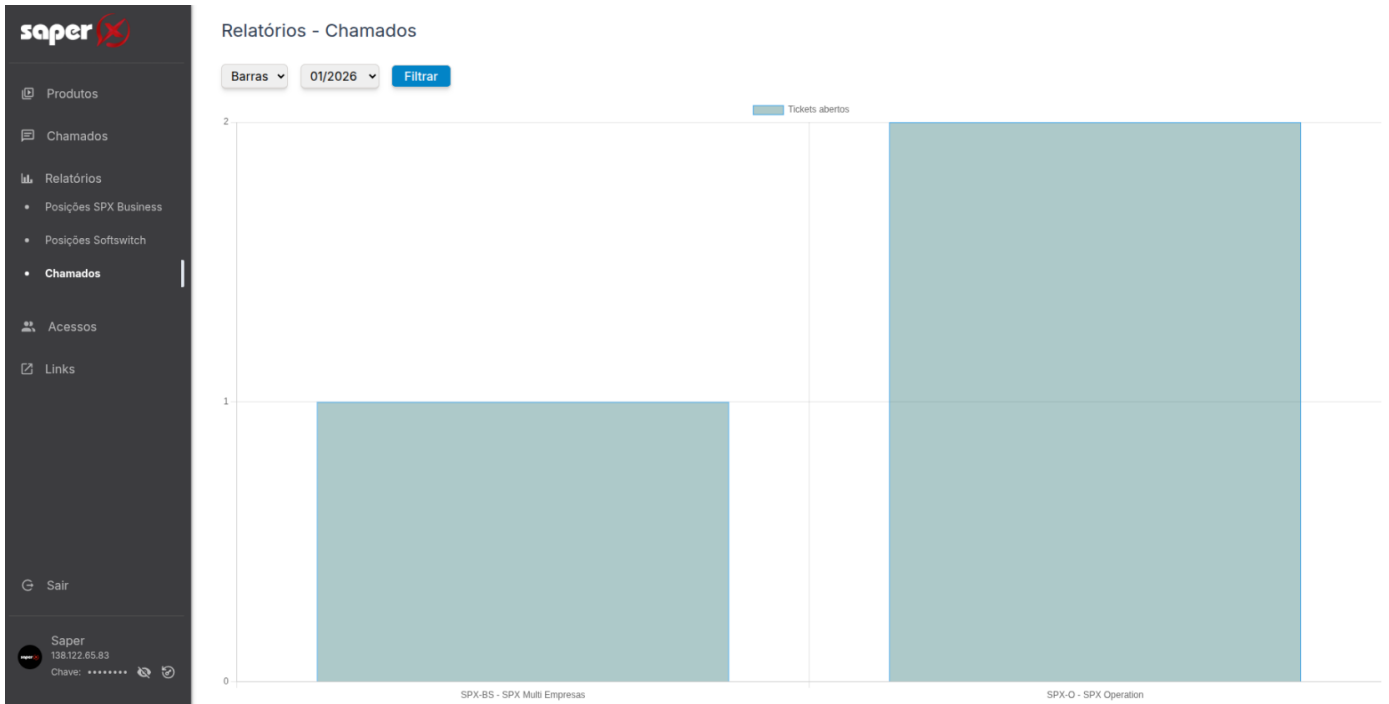 saper X
Produtos
Chamados
Relatórios
• Posições SPX Business
• Posições Softswitch
• Chamados
Acessos
Links
Sair
Saper
138.122.65.83
Chave: ••••••••
Relatórios - Chamados
Barras 01/2026 Filtrar
Tickets abertos
2
1
0
SPX-BS - SPX Multi Empresas SPX-O - SPX Operation